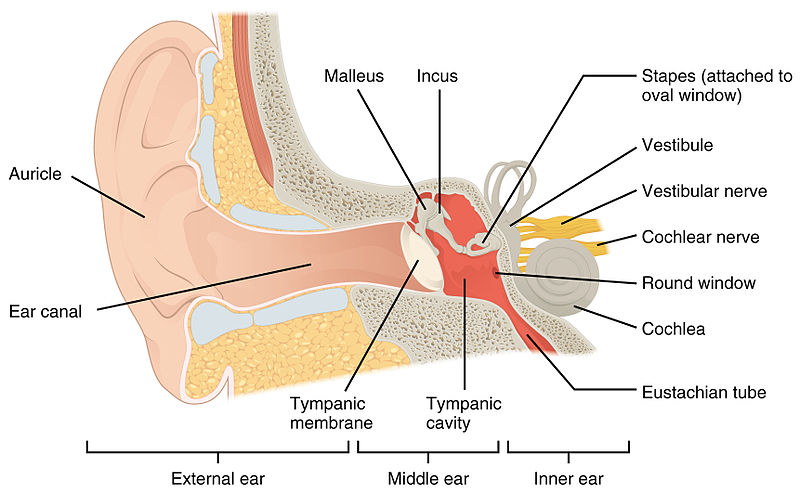 Malleus
Incus
Stapes (attached to
oval window)
Vestibule
Auricle
Vestibular nerve
Cochlear nerve
Round window
Ear canal
Cochlea
Eustachian tube
Tympanic
membrane
Tympanic
cavity
External ear
Middle ear
Inner ear